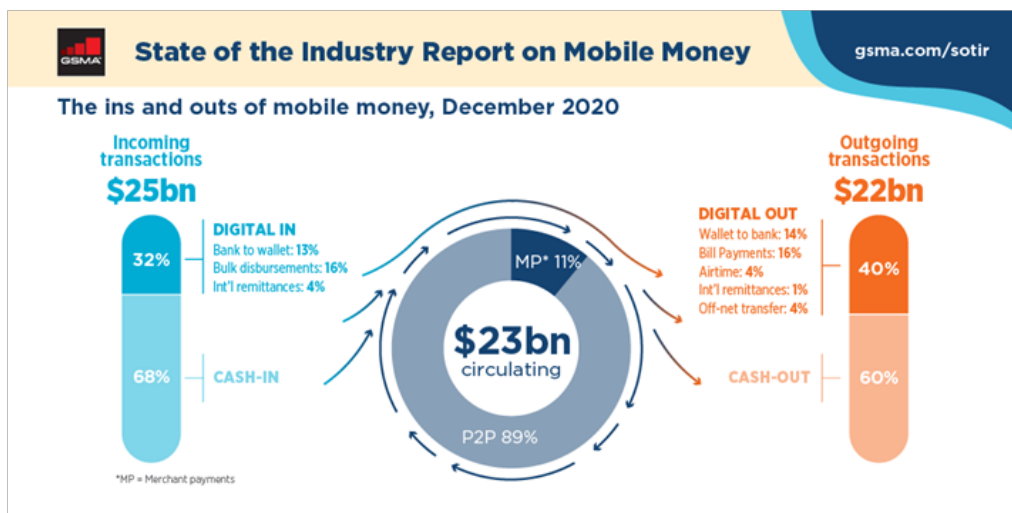 GSMA
State of the Industry Report on Mobile Money
gsma.com/sotir
The ins and outs of mobile money, December 2020
Incoming
transactions
$25bn
32%
DIGITAL IN
Bank to wallet: 13%
Bulk disbursements: 16%
Int'l remittances: 4%
68%
CASH-IN
MP* 11%
$23bn
circulating
P2P 89%
Outgoing
transactions
$22bn
DIGITAL OUT
Wallet to bank: 14%
Bill Payments: 16%
Airtime: 4%
Int'l remittances: 1%
Off-net transfer: 4%
40%
CASH-OUT
60%
*MP = Merchant payments